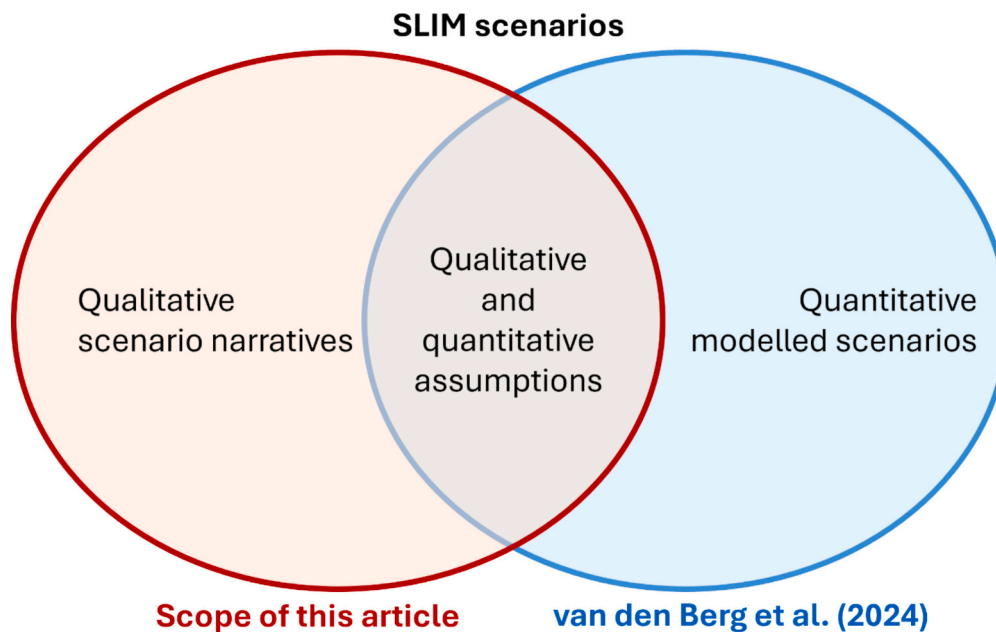 SLIM scenarios
Qualitative
scenario narratives
Qualitative
and
quantitative
assumptions
Quantitative
modelled scenarios
Scope of this article
van den Berg et al. (2024)